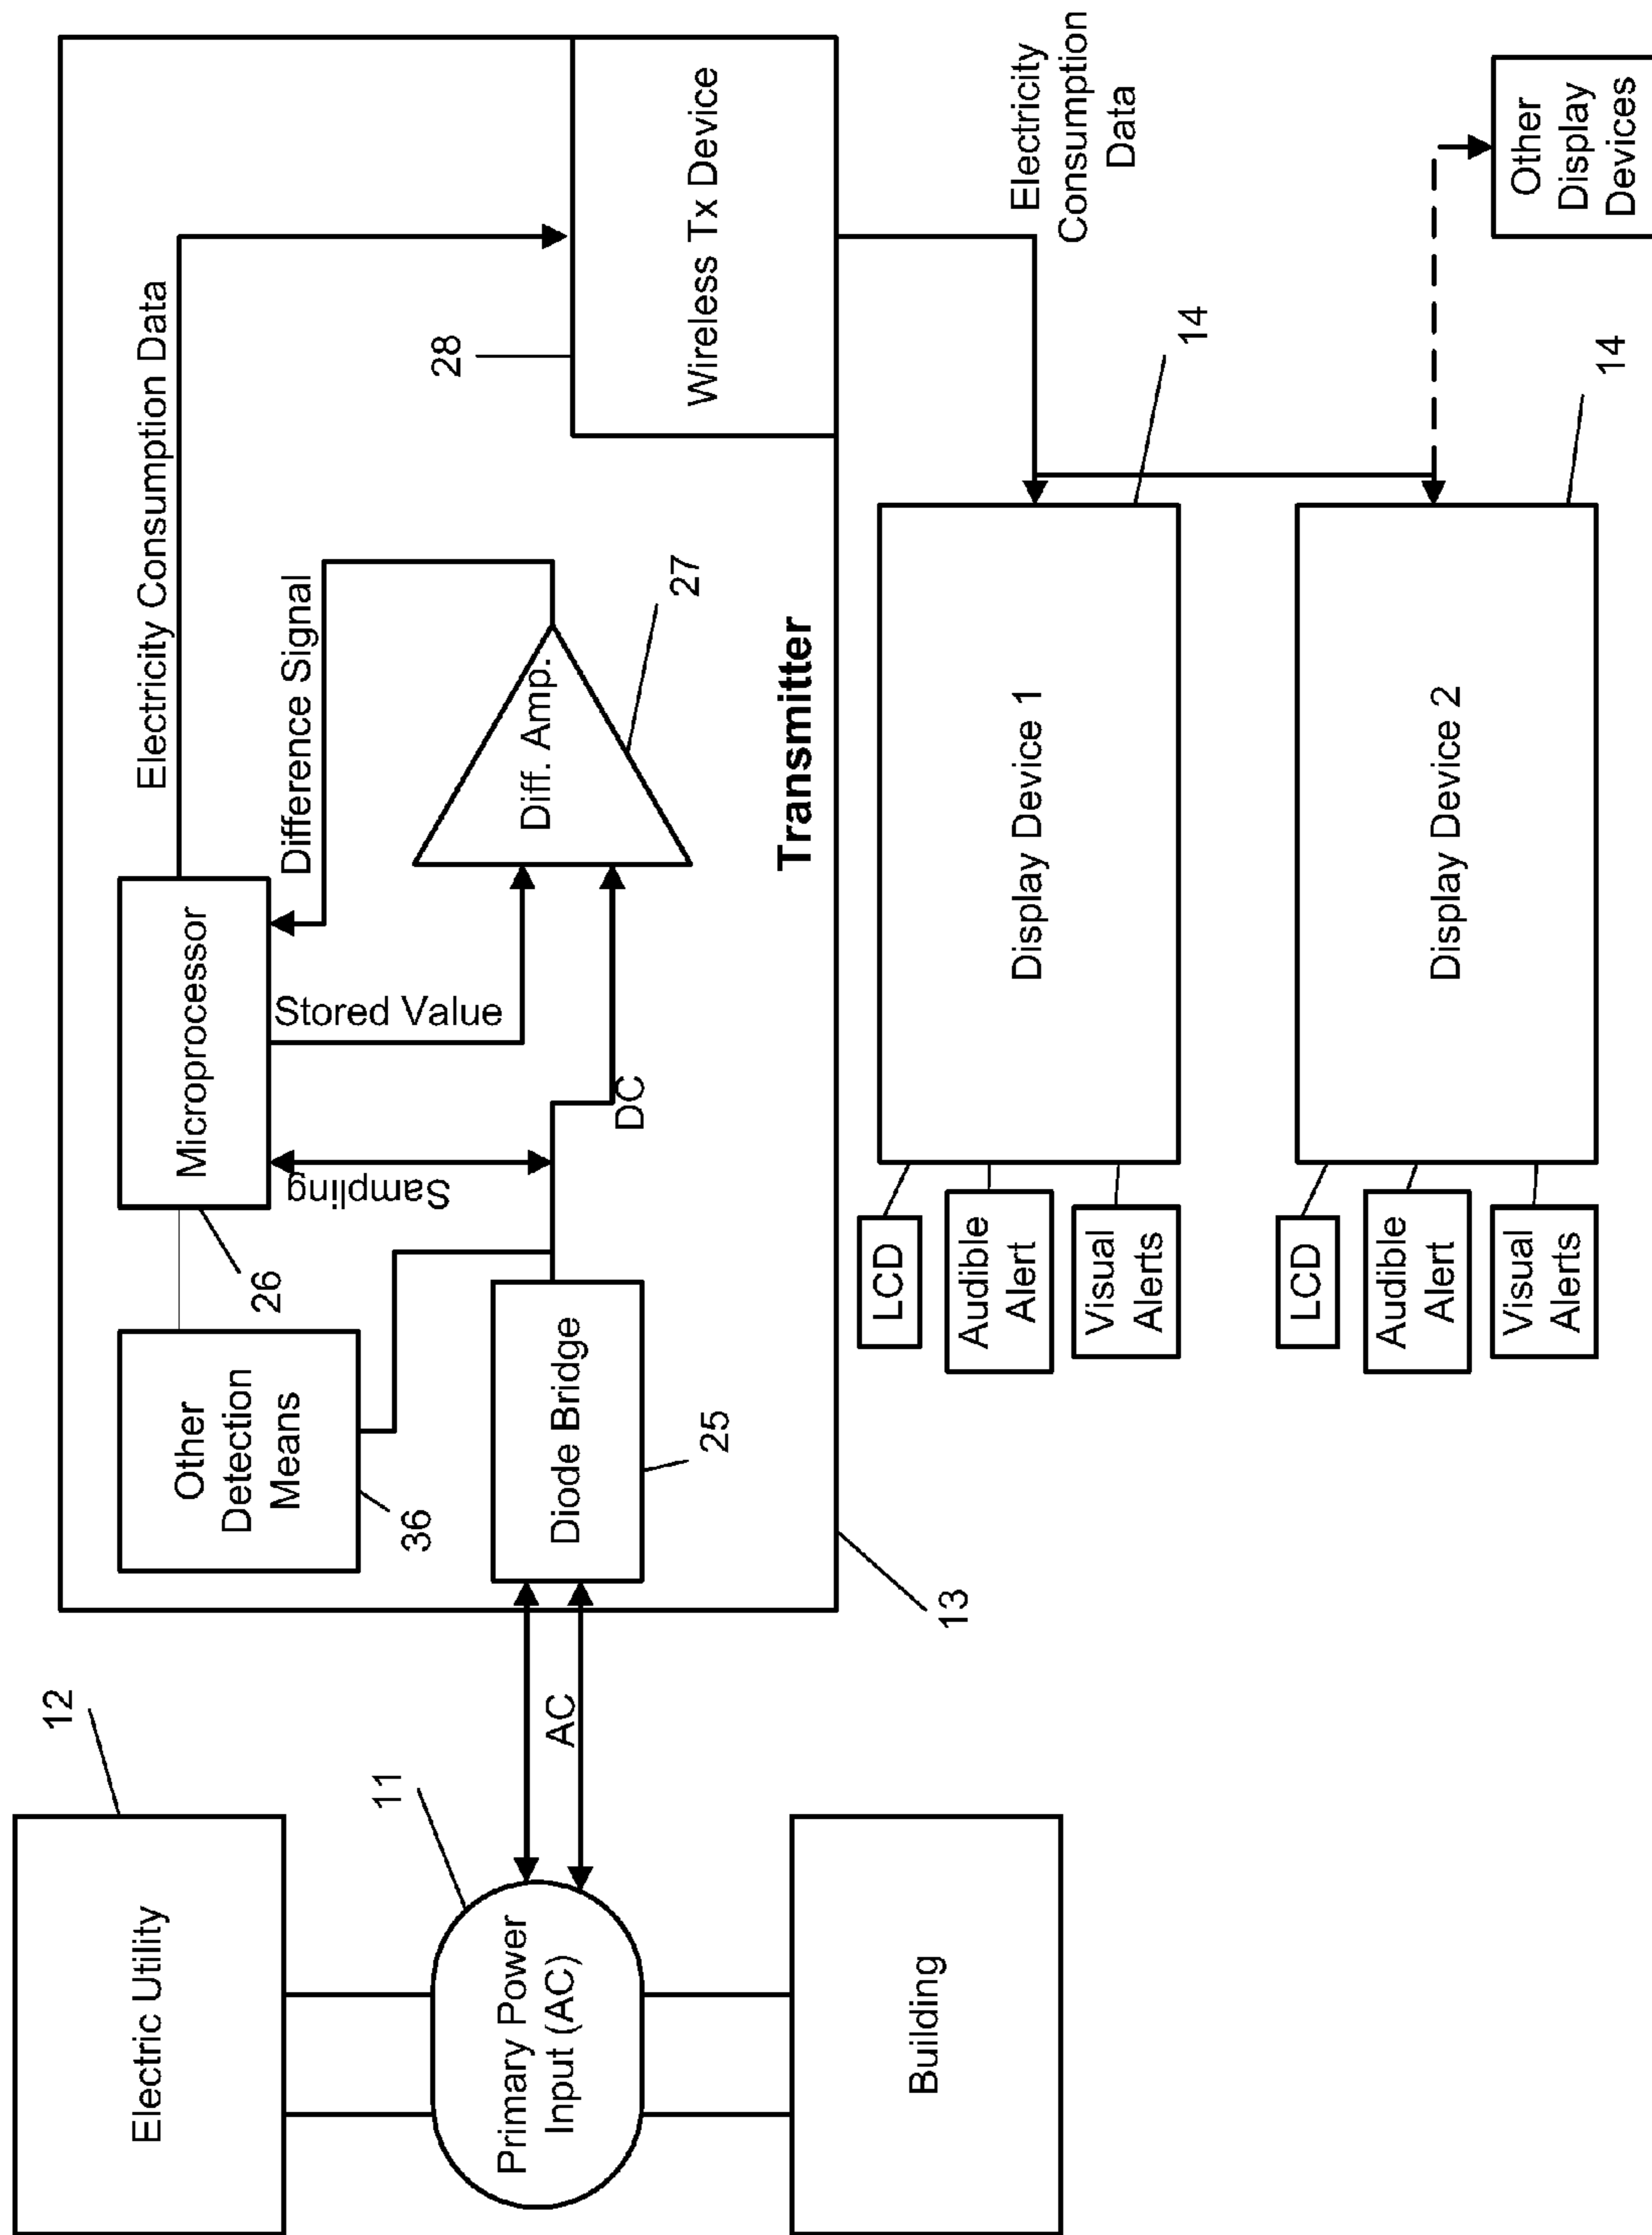 12
Electric Utility
11
Primary Power
Input (AC)
Building
AC
13
Other
Detection
Means
36
Microprocessor
26
Electricity Consumption Data
Difference Signal
Stored Value
Sampling
Diode Bridge
25
DC
Diff. Amp.
27
Transmitter
28
Wireless Tx Device
Electricity
Consumption
Data
LCD
Audible
Alert
Visual
Alerts
Display Device 1
14
LCD
Audible
Alert
Visual
Alerts
Display Device 2
14
Other
Display
Devices